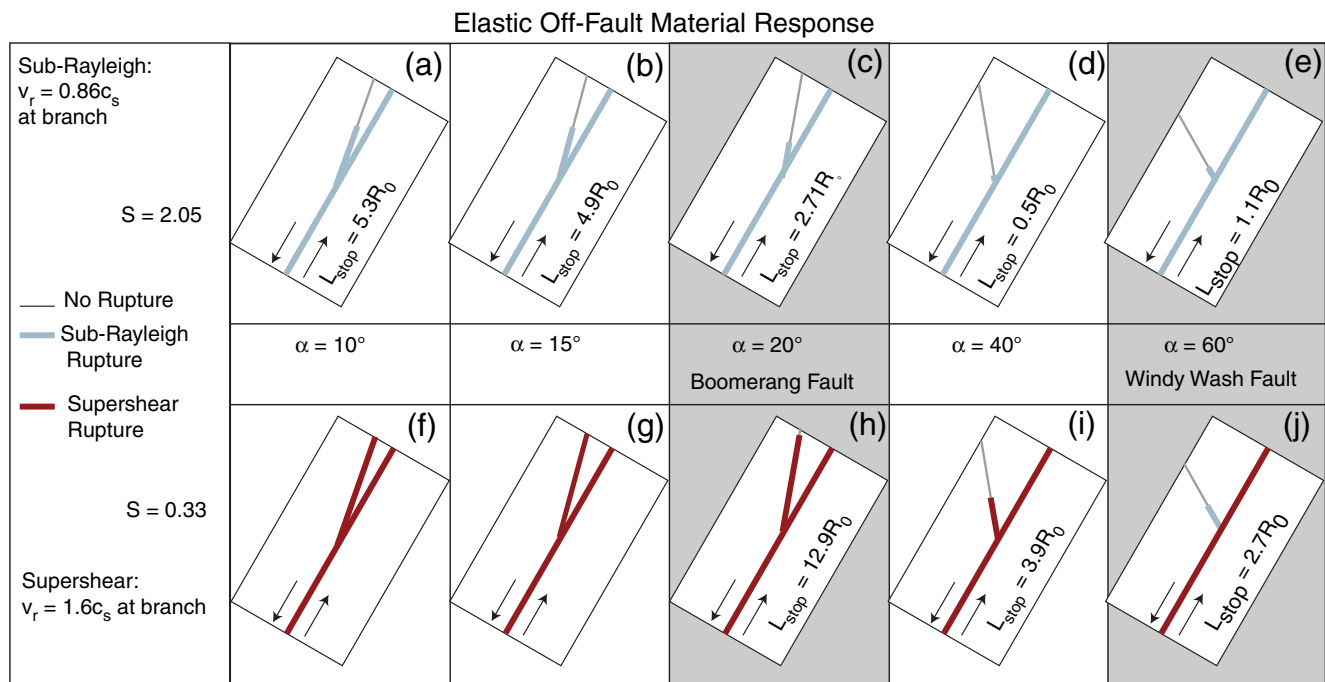 Elastic Off-Fault Material Response
Sub-Rayleigh:
v_r = 0.86c_s
at branch
S = 2.05
No Rupture
Sub-Rayleigh
Rupture
Supershear
Rupture
S = 0.33
Supershear:
v_r = 1.6c_s at branch
(a)
L_stop = 5.3R_0
(b)
L_stop = 4.9R_0
(c)
L_stop = 2.71R_°
(d)
L_stop = 0.5R_0
(e)
L_stop = 1.1R_0
α = 10°
α = 15°
α = 20°
Boomerang Fault
α = 40°
α = 60°
Windy Wash Fault
(f)
(g)
(h)
L_stop = 12.9R_0
(i)
L_stop = 3.9R_0
(j)
L_stop = 2.7R_0